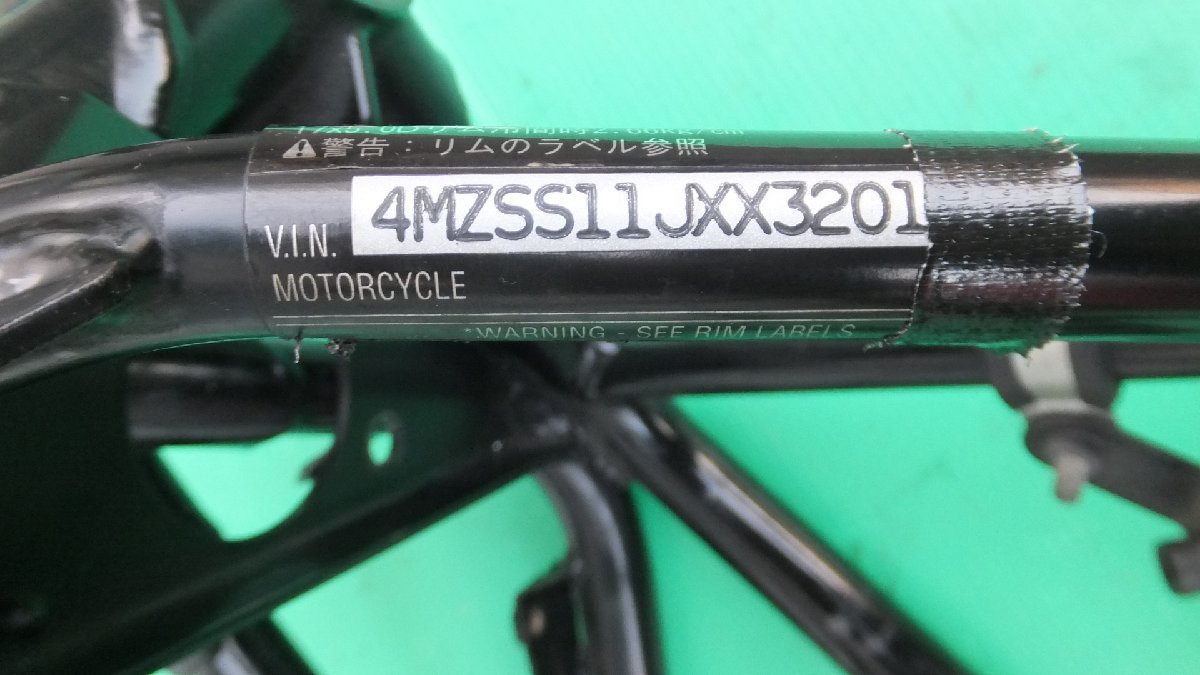 警告：リムのラベル参照
4MZSS11JXX3201
V.I.N.
MOTORCYCLE
*WARNING - SEE RIM LABELS